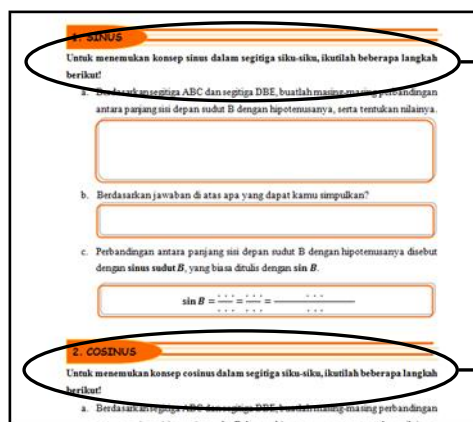 1. SINUS
Untuk menemukan konsep sinus dalam segitiga siku-siku, ikutilah beberapa langkah
berikut!
a. Berdasarkan segitiga ABC dan segitiga DBE, buatlah masing-masing perbandingan
antara panjang sisi depan sudut B dengan hipotenusanya, serta tentukan nilainya.
b. Berdasarkan jawaban di atas apa yang dapat kamu simpulkan?
c. Perbandingan antara panjang sisi depan sudut B dengan hipotenusanya disebut
dengan sinus sudut B, yang biasa ditulis dengan sin B.
sin B = ... / ... = ... / ... = ... / ...
2. COSINUS
Untuk menemukan konsep cosinus dalam segitiga siku-siku, ikutilah beberapa langkah
berikut!
a. Berdasarkan segitiga ABC dan segitiga DBE, buatlah masing-masing perbandingan